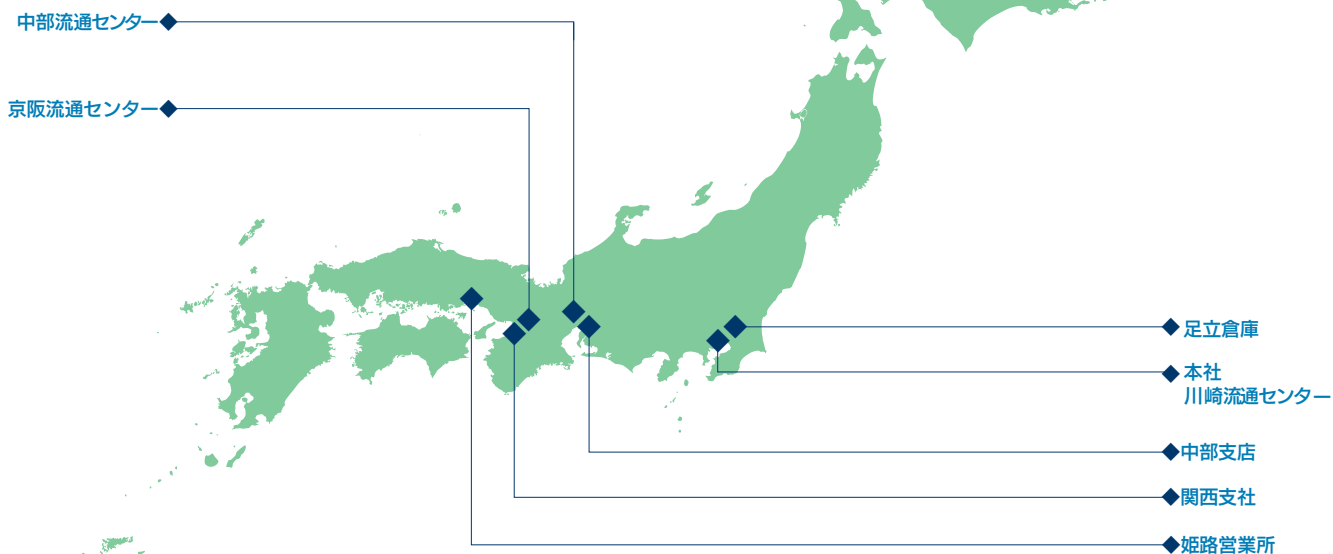 中部流通センター
京阪流通センター
足立倉庫
本社
川崎流通センター
中部支店
関西支社
姫路営業所